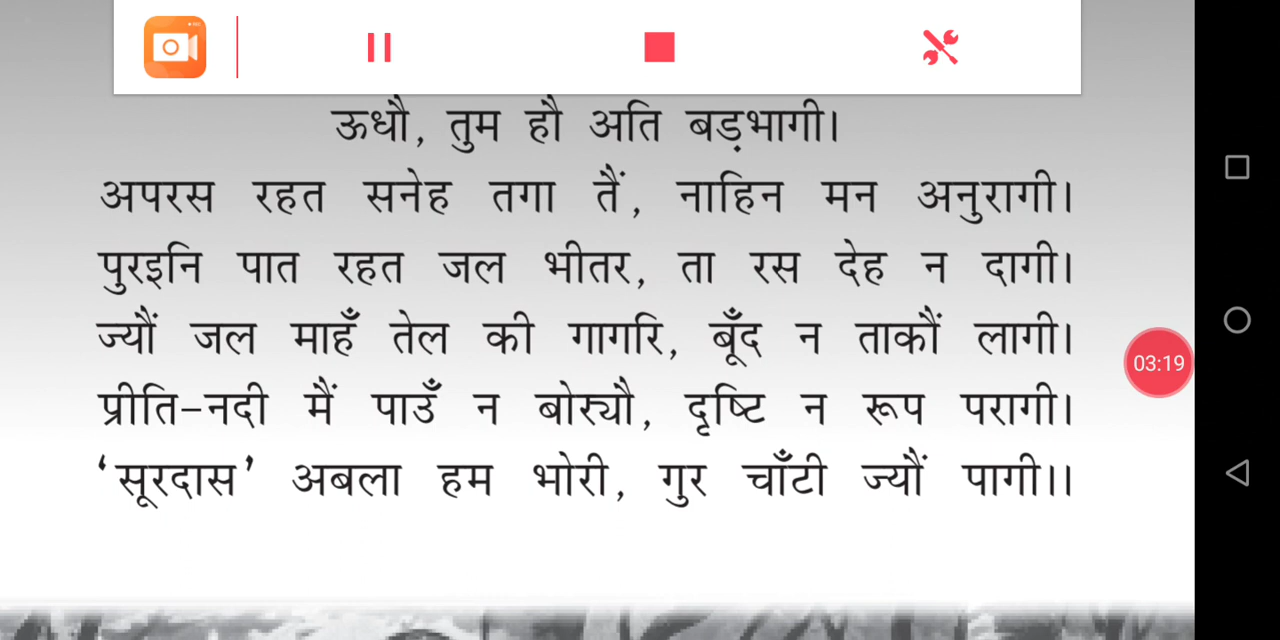 ऊधौ, तुम हौ अति बड़भागी।
अपरस रहत सनेह तगा तैं, नाहिन मन अनुरागी।
पुरइनि पात रहत जल भीतर, ता रस देह न दागी।
ज्यौं जल माहँ तेल की गागरि, बूँद न ताकौं लागी।
प्रीति-नदी मैं पाउँ न बोर्‌यौ, दृष्टि न रूप परागी।
‘सूरदास’ अबला हम भोरी, गुर चाँटी ज्यौं पागी।।
03:19